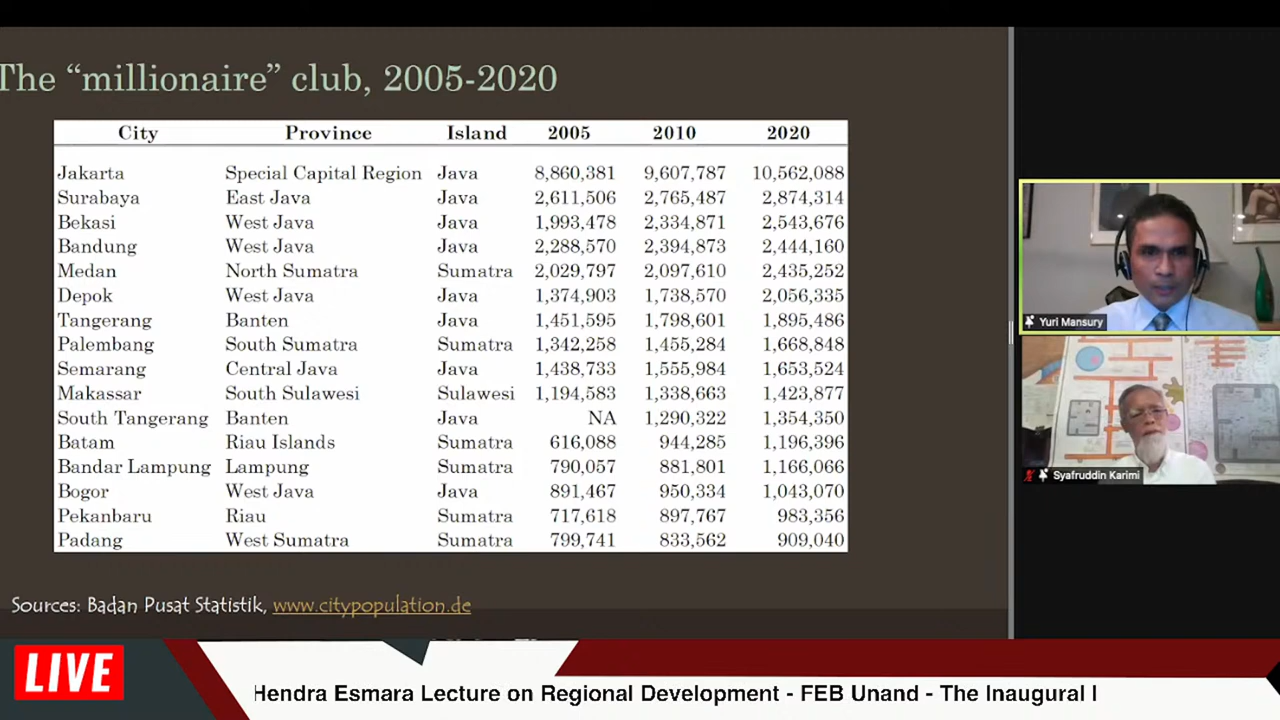 The “millionaire” club, 2005-2020
City Province Island 2005 2010 2020
Jakarta Special Capital Region Java 8,860,381 9,607,787 10,562,088
Surabaya East Java Java 2,611,506 2,765,487 2,874,314
Bekasi West Java Java 1,993,478 2,334,871 2,543,676
Bandung West Java Java 2,288,570 2,394,873 2,444,160
Medan North Sumatra Sumatra 2,029,797 2,097,610 2,435,252
Depok West Java Java 1,374,903 1,738,570 2,056,335
Tangerang Banten Java 1,451,595 1,798,601 1,895,486
Palembang South Sumatra Sumatra 1,342,258 1,455,284 1,668,848
Semarang Central Java Java 1,438,733 1,555,984 1,653,524
Makassar South Sulawesi Sulawesi 1,194,583 1,338,663 1,423,877
South Tangerang Banten Java NA 1,290,322 1,354,350
Batam Riau Islands Sumatra 616,088 944,285 1,196,396
Bandar Lampung Lampung Sumatra 790,057 881,801 1,166,066
Bogor West Java Java 891,467 950,334 1,043,070
Pekanbaru Riau Sumatra 717,618 897,767 983,356
Padang West Sumatra Sumatra 799,741 833,562 909,040
Sources: Badan Pusat Statistik, www.citypopulation.de
Yuri Mansury
Syafruddin Karimi
LIVE
Hendra Esmara Lecture on Regional Development - FEB Unand - The Inaugural